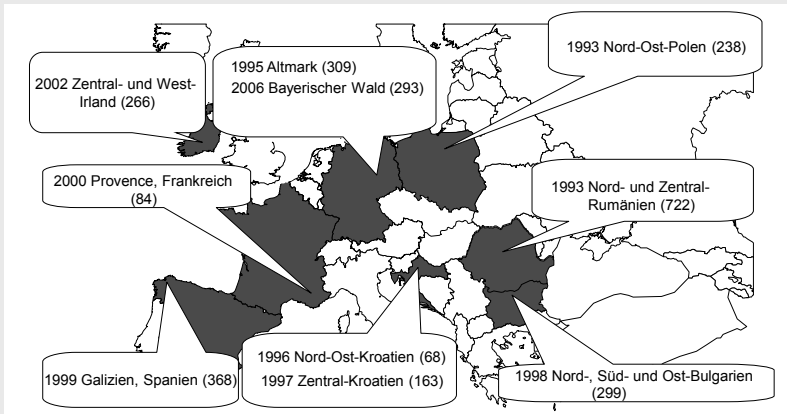 1995 Altmark (309)
2006 Bayerischer Wald (293)
1993 Nord-Ost-Polen (238)
2002 Zentral- und West-
Irland (266)
2000 Provence, Frankreich
(84)
1993 Nord- und Zentral-
Rumänien (722)
1999 Galizien, Spanien (368)
1996 Nord-Ost-Kroatien (68)
1997 Zentral-Kroatien (163)
1998 Nord-, Süd- und Ost-Bulgarien
(299)